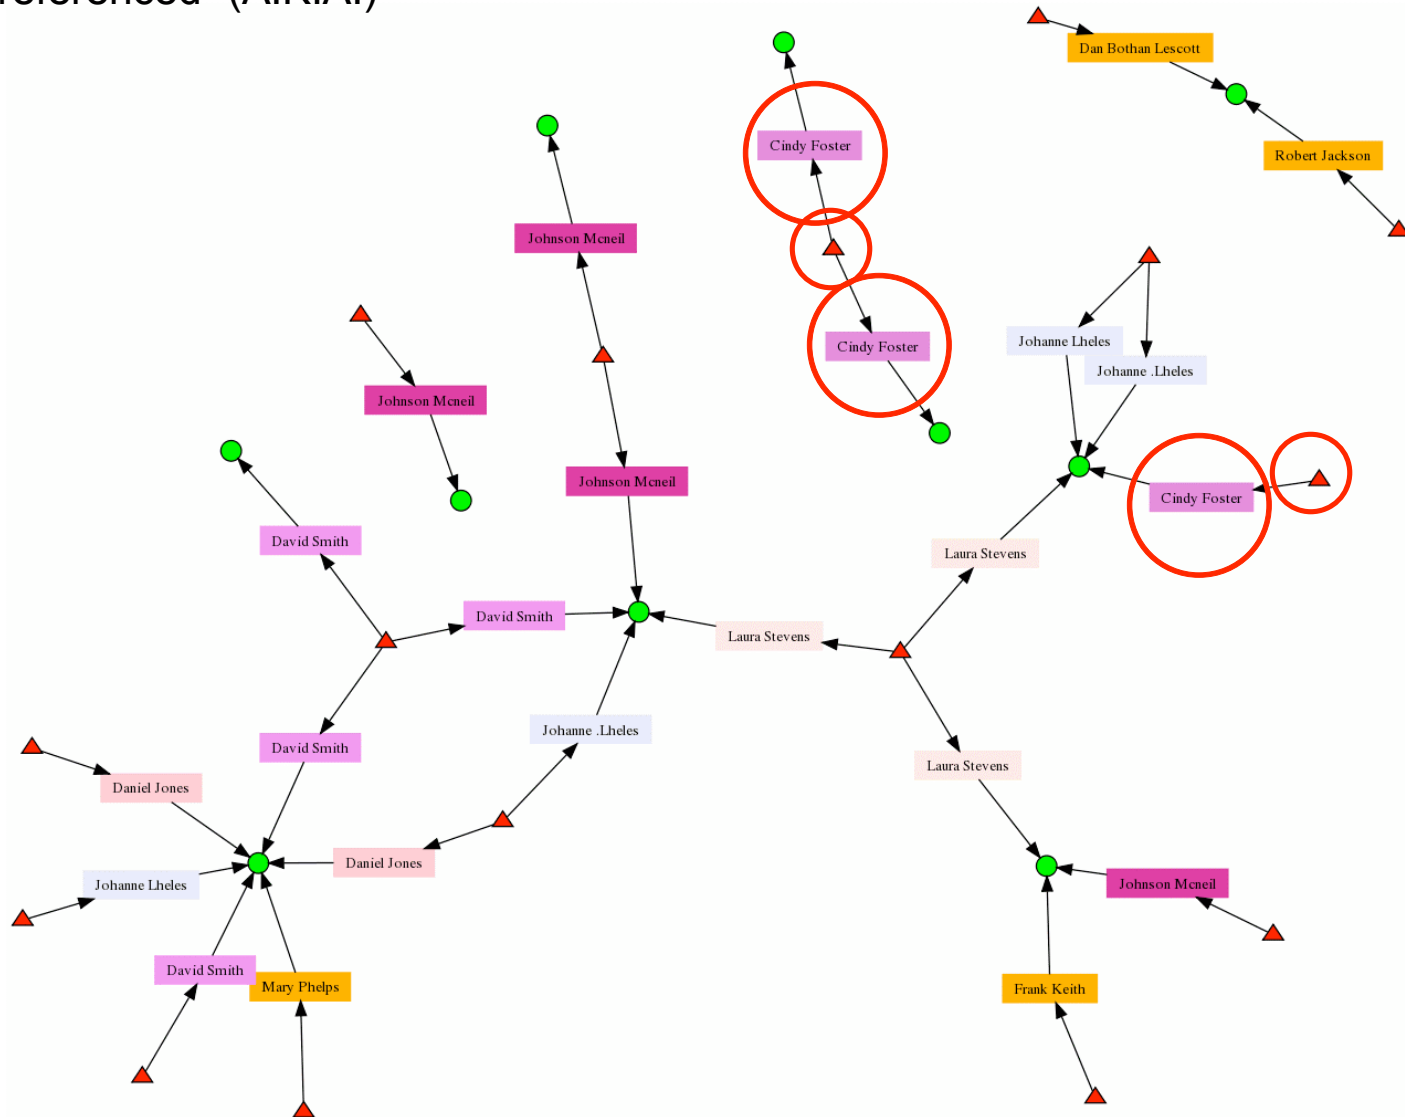 Dan Bothan Lescott
Cindy Foster
Robert Jackson
Johnson Mcneil
Johanne Lheles
Cindy Foster
Johanne .Lheles
Johnson Mcneil
Johnson Mcneil
Cindy Foster
David Smith
Laura Stevens
David Smith
Laura Stevens
Johanne .Lheles
David Smith
Laura Stevens
Daniel Jones
Daniel Jones
Johanne Lheles
Johnson Mcneil
David Smith
Mary Phelps
Frank Keith